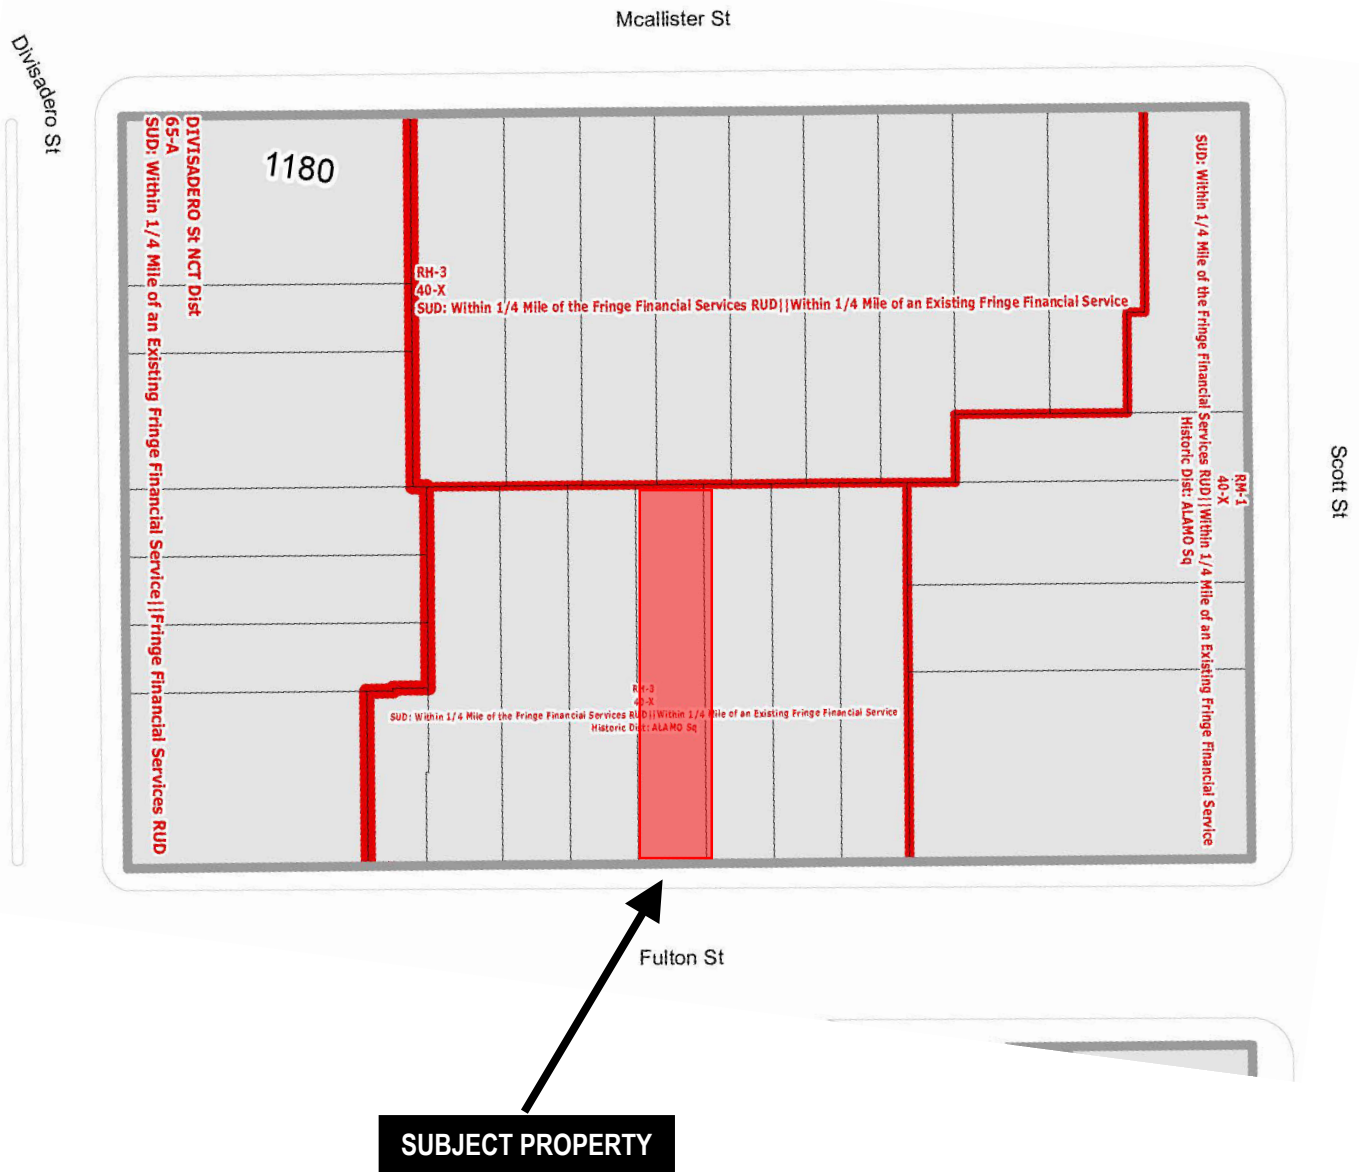 Mcallister St
Divisadero St
1180
DIVISADERO St NCT Dist
65-A
SUD: Within 1/4 Mile of an Existing Fringe Financial Service||Fringe Financial Services RUD
RH-3
40-X
SUD: Within 1/4 Mile of the Fringe Financial Services RUD||Within 1/4 Mile of an Existing Fringe Financial Service
RM-1
40-X
SUD: Within 1/4 Mile of the Fringe Financial Services RUD||Within 1/4 Mile of an Existing Fringe Financial Service
Historic Dist: ALAMO Sq
Scott St
RH-3
40-X
SUD: Within 1/4 Mile of the Fringe Financial Services RUD||Within 1/4 Mile of an Existing Fringe Financial Service
Historic Dist: ALAMO Sq
Fulton St
SUBJECT PROPERTY